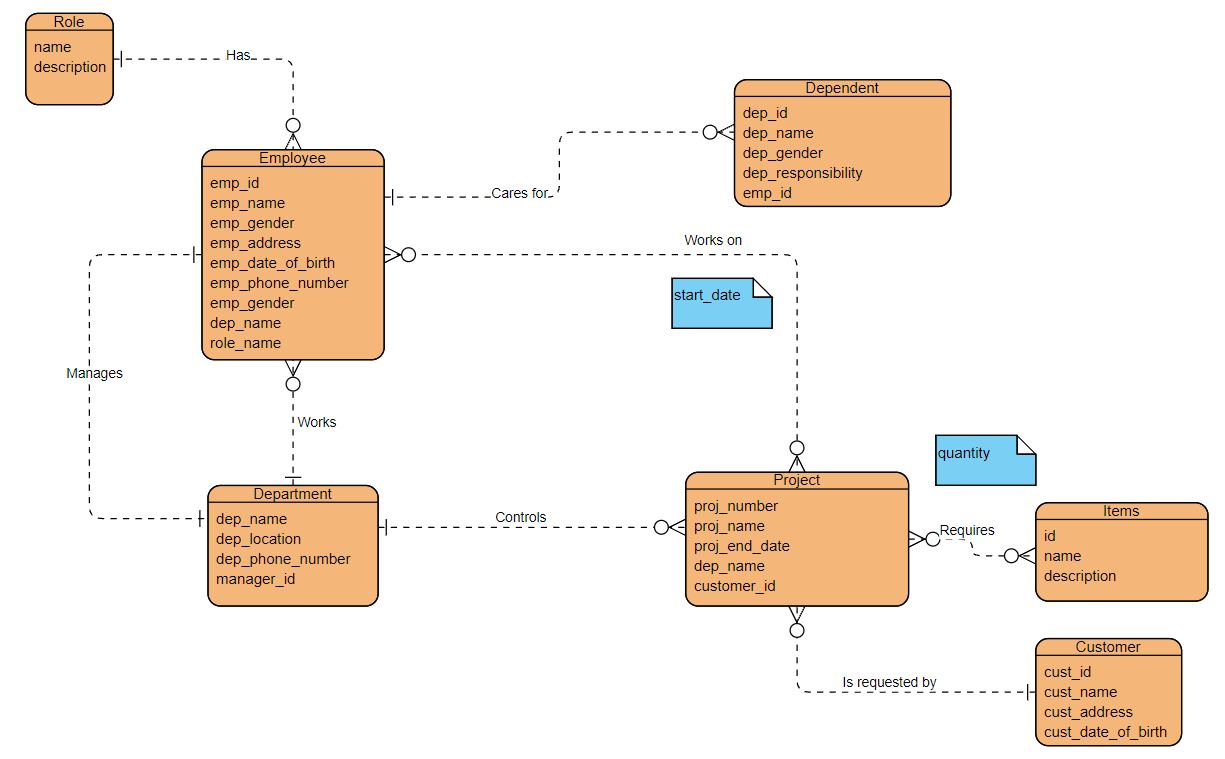 Role
name
description
Has
Dependent
dep_id
dep_name
dep_gender
dep_responsibility
emp_id
Employee
emp_id
emp_name
emp_gender
emp_address
emp_date_of_birth
emp_phone_number
emp_gender
dep_name
role_name
Cares for
Works on
start_date
Manages
Works
quantity
Department
dep_name
dep_location
dep_phone_number
manager_id
Controls
Project
proj_number
proj_name
proj_end_date
dep_name
customer_id
Requires
Items
id
name
description
Is requested by
Customer
cust_id
cust_name
cust_address
cust_date_of_birth